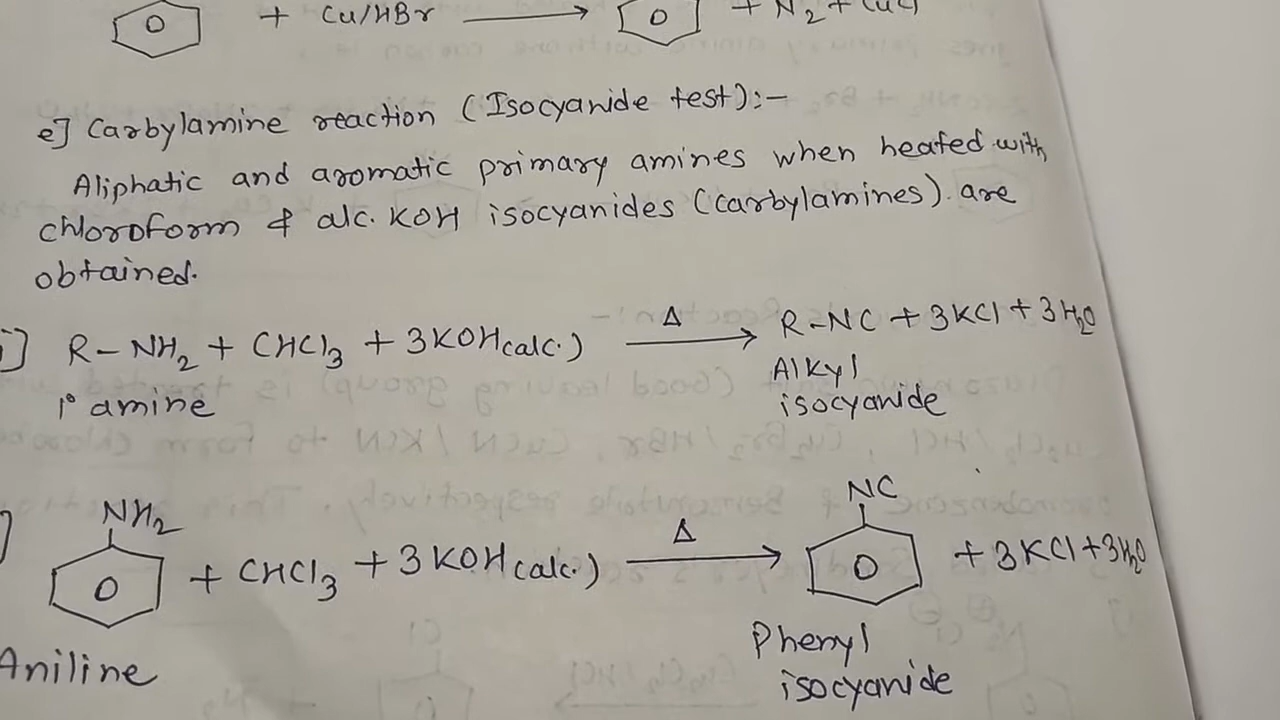 + Cu/HBr ⟶ + N₂ + CuCl
e] Carbylamine reaction (Isocyanide test):-
Aliphatic and aromatic primary amines when heated with
chloroform & alc. KOH isocyanides (carbylamines) are
obtained.
i] R-NH₂ + CHCl₃ + 3KOH(alc.) —Δ→ R-NC + 3KCl + 3H₂O
1° amine Alkyl
isocyanide
NH₂ NC
+ CHCl₃ + 3KOH(alc.) —Δ→ + 3KCl + 3H₂O
Aniline Phenyl
isocyanide